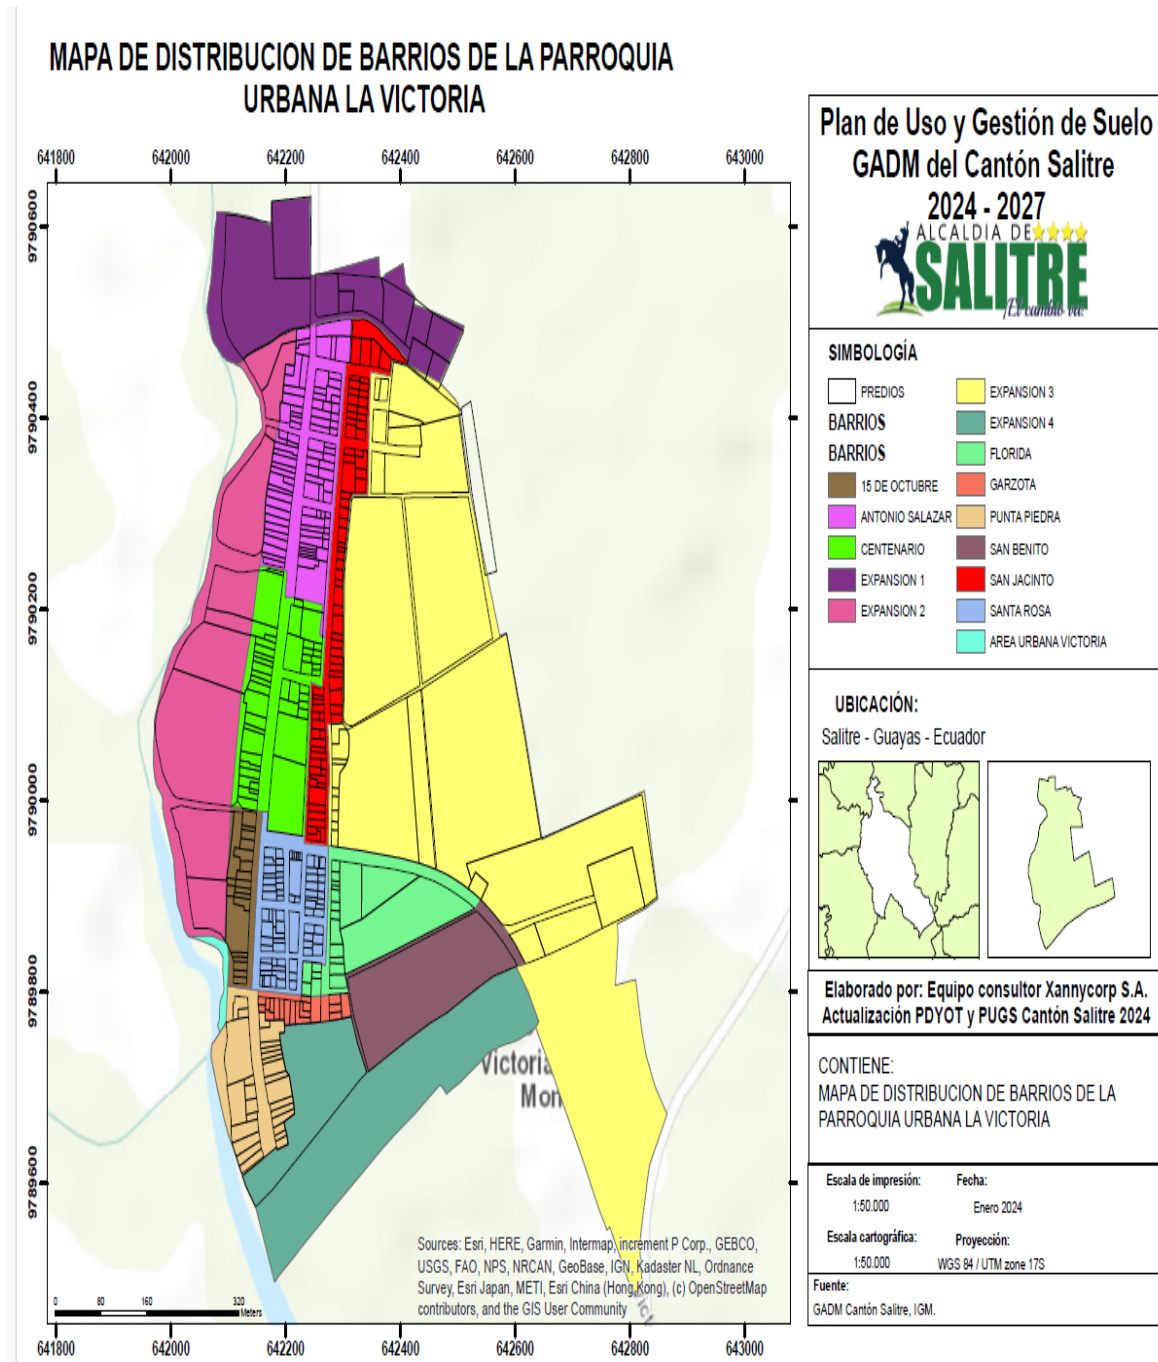 MAPA DE DISTRIBUCION DE BARRIOS DE LA PARROQUIA
URBANA LA VICTORIA
641800 642000 642200 642400 642600 642800 643000
9790600
9790400
9790200
9790000
9789800
9789600
Victoria
Mon
Sources: Esri, HERE, Garmin, Intermap, increment P Corp., GEBCO,
USGS, FAO, NPS, NRCAN, GeoBase, IGN, Kadaster NL, Ordnance
Survey, Esri Japan, METI, Esri China (Hong Kong), (c) OpenStreetMap
contributors, and the GIS User Community
0 80 160 320
Meters
641800 642000 642200 642400 642600 642800 643000
Plan de Uso y Gestión de Suelo
GADM del Cantón Salitre
2024 - 2027
ALCALDIA DE
SALITRE
¡El cambio va!
SIMBOLOGÍA
PREDIOS
BARRIOS
BARRIOS
15 DE OCTUBRE
ANTONIO SALAZAR
CENTENARIO
EXPANSION 1
EXPANSION 2
EXPANSION 3
EXPANSION 4
FLORIDA
GARZOTA
PUNTA PIEDRA
SAN BENITO
SAN JACINTO
SANTA ROSA
AREA URBANA VICTORIA
UBICACIÓN:
Salitre - Guayas - Ecuador
Elaborado por: Equipo consultor Xannycorp S.A.
Actualización PDYOT y PUGS Cantón Salitre 2024
CONTIENE:
MAPA DE DISTRIBUCION DE BARRIOS DE LA
PARROQUIA URBANA LA VICTORIA
Escala de impresión:
1:50.000
Fecha:
Enero 2024
Escala cartográfica:
1:50.000
Proyección:
WGS 84 / UTM zone 17S
Fuente:
GADM Cantón Salitre, IGM.